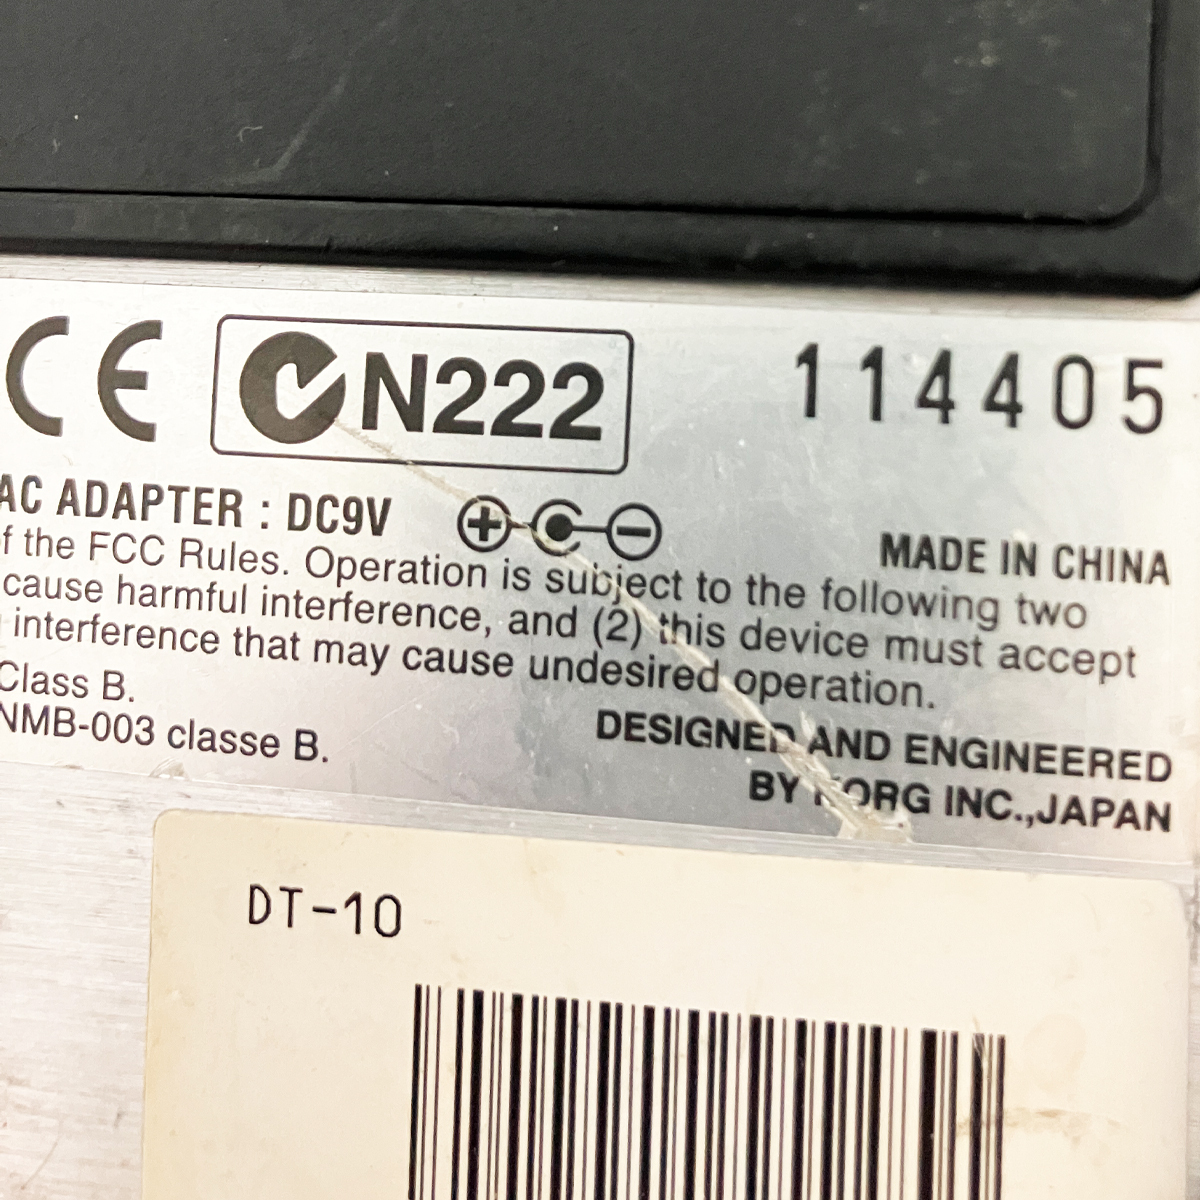 CE N222 114405
AC ADAPTER : DC9V
MADE IN CHINA
f the FCC Rules. Operation is subject to the following two
cause harmful interference, and (2) this device must accept
interference that may cause undesired operation.
Class B.
NMB-003 classe B.
DESIGNED AND ENGINEERED
BY KORG INC.,JAPAN
DT-10